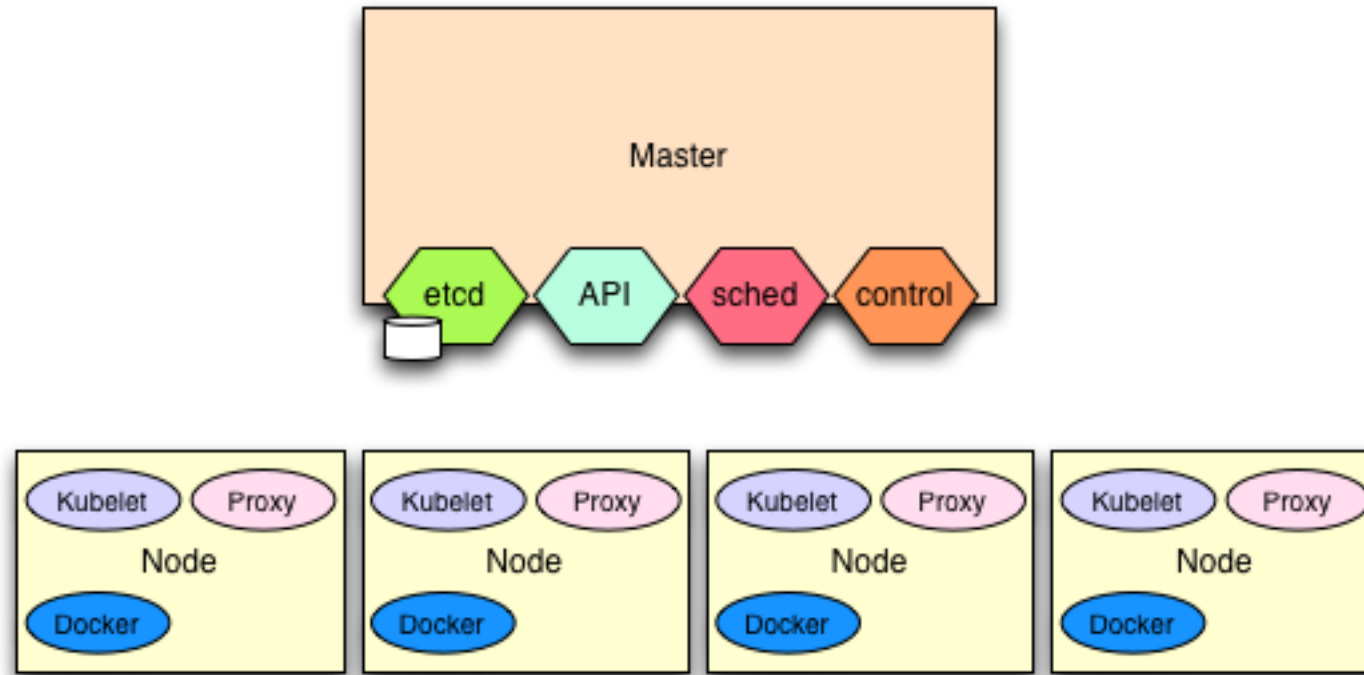 Master
etcd API sched control
Kubelet Proxy Kubelet Proxy Kubelet Proxy Kubelet Proxy
Node Node Node Node
Docker Docker Docker Docker